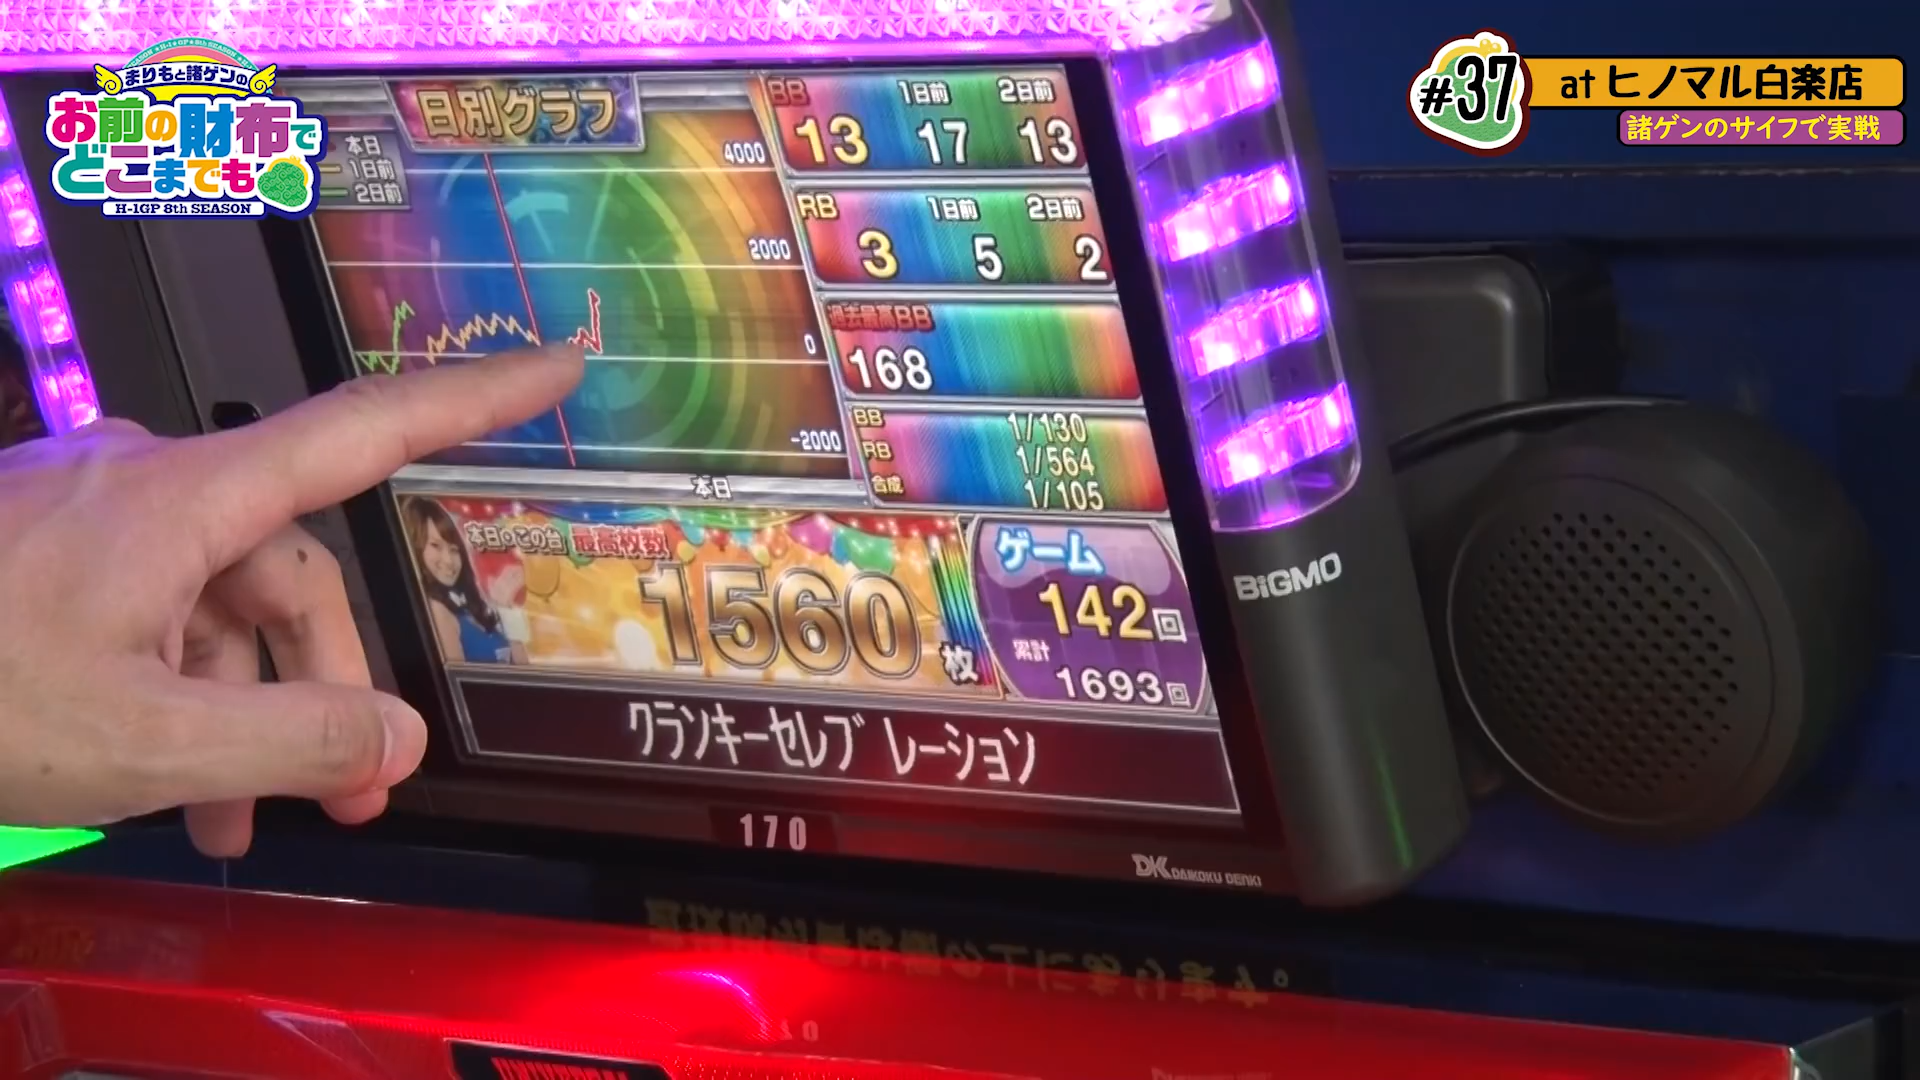 まりもと諸ゲンの
お前の財布で
どこまでも
H-1GP 8th SEASON
#37
at ヒノマル白楽店
諸ゲンのサイフで実戦
日別グラフ
本日
1日前
2日前
4000
2000
0
-2000
本日
BB 1日前 2日前
13 17 13
RB 1日前 2日前
3 5 2
過去最高BB
168
BB 1/130
RB 1/564
合成 1/105
本日のこの台 最高枚数
1560枚
ゲーム
142回
累計
1693回
クランキーセレブレーション
170
BiGMO
DK DAIKOKU DENKI